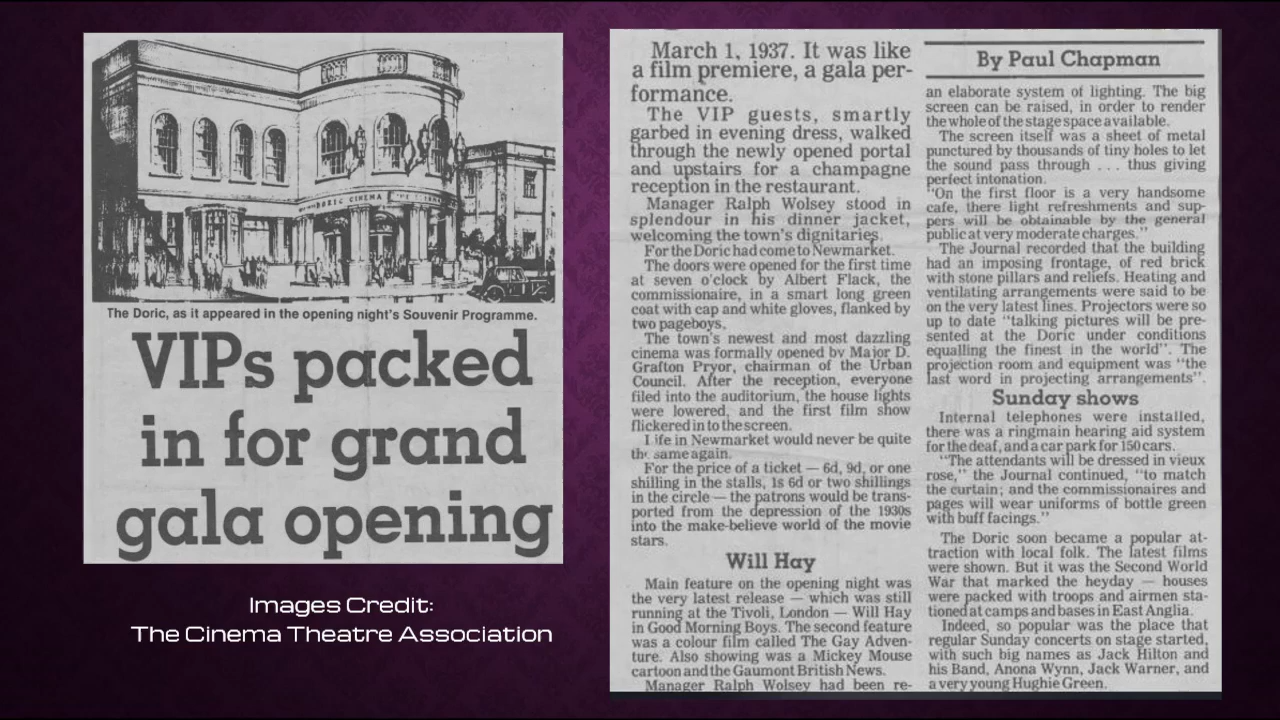 DORIC CINEMA
The Doric, as it appeared in the opening night's Souvenir Programme.
VIPs packed
in for grand
gala opening
Images Credit:
The Cinema Theatre Association
March 1, 1937. It was like
a film premiere, a gala per-
formance.
The VIP guests, smartly
garbed in evening dress, walked
through the newly opened portal
and upstairs for a champagne
reception in the restaurant.
Manager Ralph Wolsey stood in
splendour in his dinner jacket,
welcoming the town's dignitaries.
For the Doric had come to Newmarket.
The doors were opened for the first time
at seven o'clock by Albert Flack, the
commissionaire, in a smart long green
coat with cap and white gloves, flanked by
two pageboys.
The town's newest and most dazzling
cinema was formally opened by Major D.
Grafton Pryor, chairman of the Urban
Council. After the reception, everyone
filed into the auditorium, the house lights
were lowered, and the first film show
flickered in to the screen.
Life in Newmarket would never be quite
the same again.
For the price of a ticket — 6d, 9d, or one
shilling in the stalls, 1s 6d or two shillings
in the circle — the patrons would be trans-
ported from the depression of the 1930s
into the make-believe world of the movie
stars.
Will Hay
Main feature on the opening night was
the very latest release — which was still
running at the Tivoli, London — Will Hay
in Good Morning Boys. The second feature
was a colour film called The Gay Adven-
ture. Also showing was a Mickey Mouse
cartoon and the Gaumont British News.
Manager Ralph Wolsey had been re-
By Paul Chapman
an elaborate system of lighting. The big
screen can be raised, in order to render
the whole of the stage space available.
The screen itself was a sheet of metal
punctured by thousands of tiny holes to let
the sound pass through . . . thus giving
perfect intonation.
"On the first floor is a very handsome
cafe, there light refreshments and sup-
pers will be obtainable by the general
public at very moderate charges."
The Journal recorded that the building
had an imposing frontage, of red brick
with stone pillars and reliefs. Heating and
ventilating arrangements were said to be
on the very latest lines. Projectors were so
up to date "talking pictures will be pre-
sented at the Doric under conditions
equalling the finest in the world". The
projection room and equipment was "the
last word in projecting arrangements".
Sunday shows
Internal telephones were installed,
there was a ringmain hearing aid system
for the deaf, and a car park for 150 cars.
"The attendants will be dressed in vieux
rose," the Journal continued, "to match
the curtain; and the commissionaires and
pages will wear uniforms of bottle green
with buff facings."
The Doric soon became a popular at-
traction with local folk. The latest films
were shown. But it was the Second World
War that marked the heyday — houses
were packed with troops and airmen sta-
tioned at camps and bases in East Anglia.
Indeed, so popular was the place that
regular Sunday concerts on stage started,
with such big names as Jack Hilton and
his Band, Anona Wynn, Jack Warner, and
a very young Hughie Green.